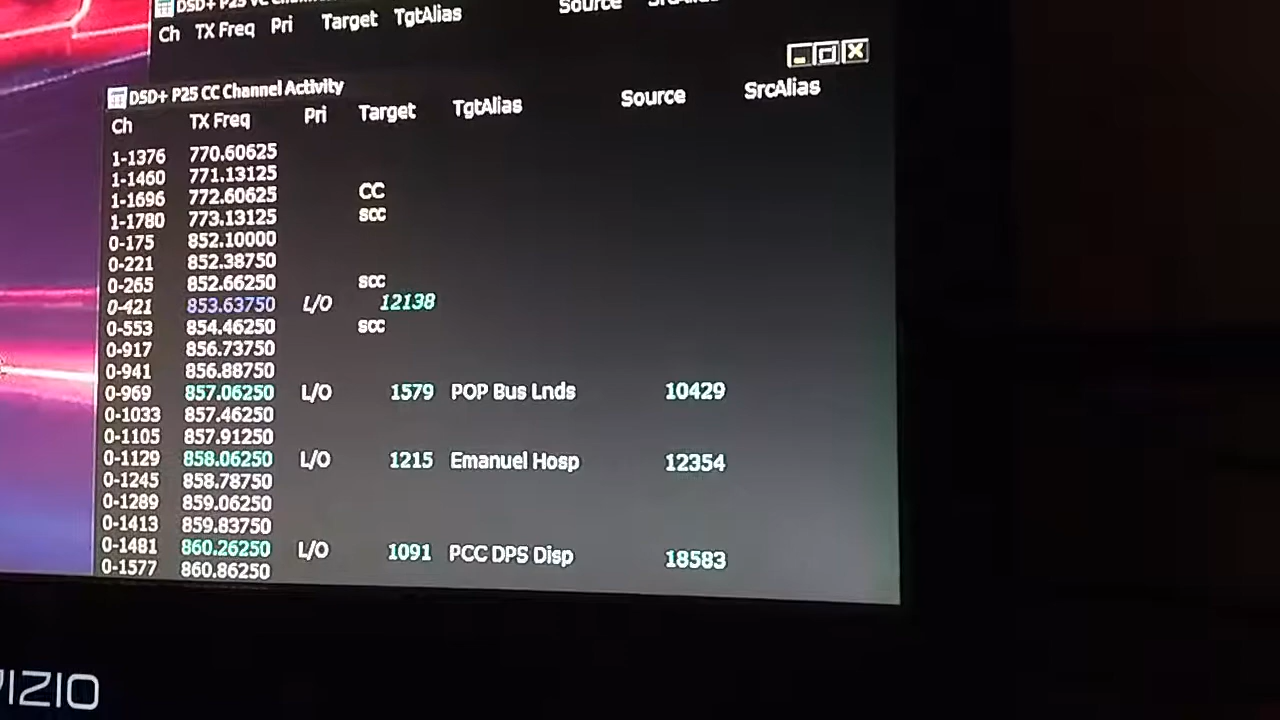 DSD+ P25 VC Chann
Ch TX Freq Pri Target TgtAlias Source SrcAlias
DSD+ P25 CC Channel Activity
Ch TX Freq Pri Target TgtAlias Source SrcAlias
1-1376 770.60625
1-1460 771.13125
1-1696 772.60625 CC
1-1780 773.13125 scc
0-175 852.10000
0-221 852.38750
0-265 852.66250 scc
0-421 853.63750 L/O 12138
0-553 854.46250 scc
0-917 856.73750
0-941 856.88750
0-969 857.06250 L/O 1579 POP Bus Lnds 10429
0-1033 857.46250
0-1105 857.91250
0-1129 858.06250 L/O 1215 Emanuel Hosp 12354
0-1245 858.78750
0-1289 859.06250
0-1413 859.83750
0-1481 860.26250 L/O 1091 PCC DPS Disp 18583
0-1577 860.86250
VIZIO